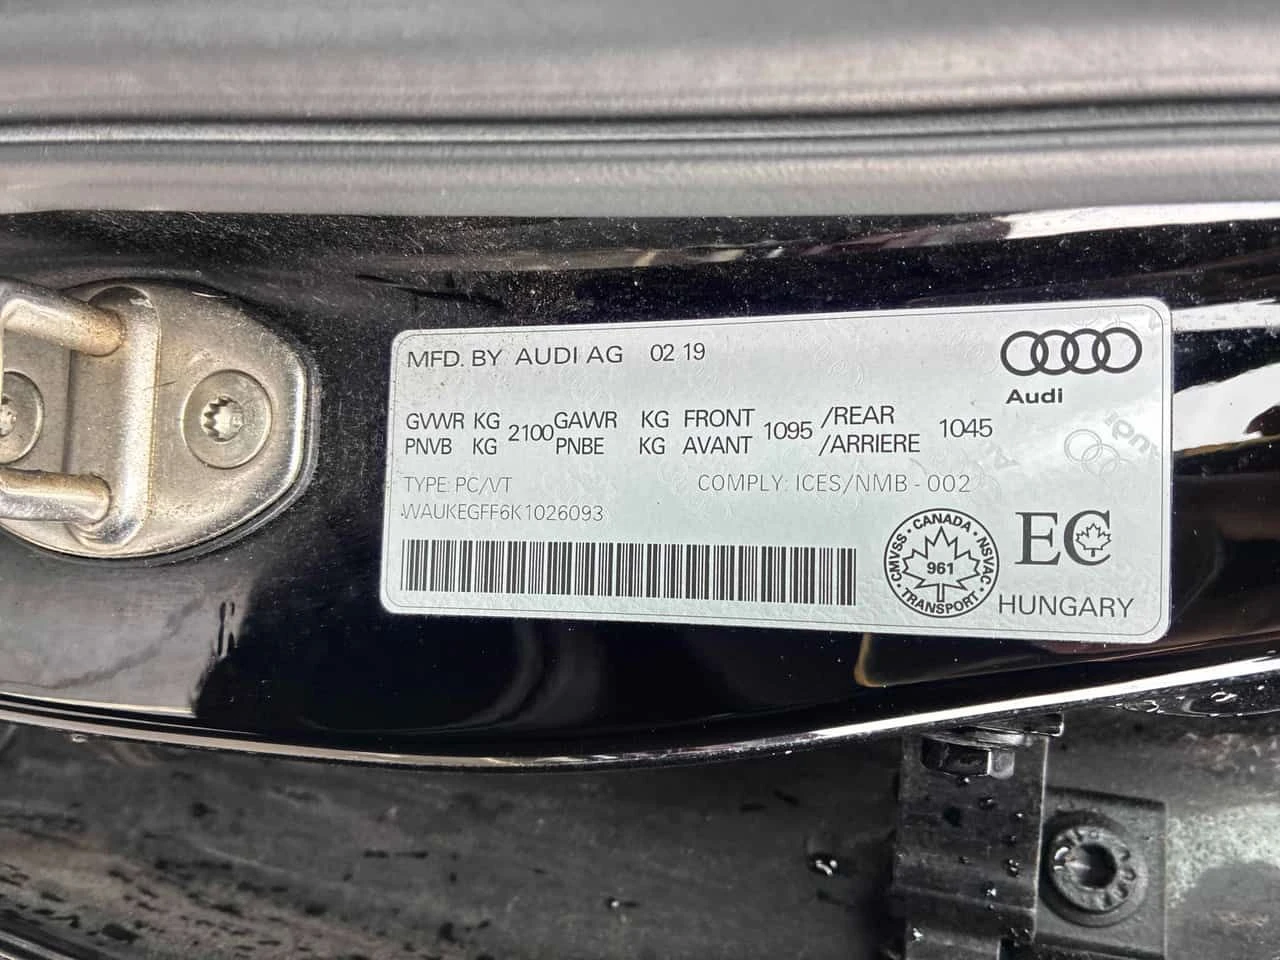 MFD. BY AUDI AG 02 19
Audi
GVWR KG 2100 GAWR KG FRONT 1095 /REAR 1045
PNVB KG PNBE KG AVANT /ARRIERE
TYPE: PC/VT COMPLY: ICES/NMB - 002
WAUKEGFF6K1026093
CANADA · NSVAC · TRANSPORT · CMVSS ·
961
EC
HUNGARY
Audi